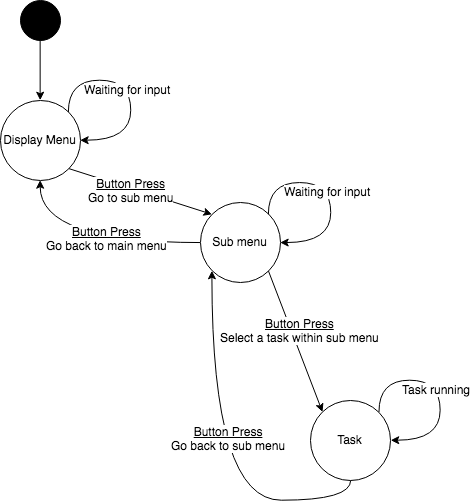 Waiting for input
Display Menu
Button Press
Go to sub menu
Waiting for input
Button Press
Go back to main menu
Sub menu
Button Press
Select a task within sub menu
Task running
Button Press
Go back to sub menu
Task